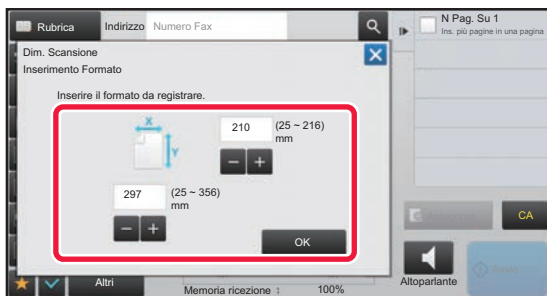 Rubrica
Indirizzo
Numero Fax
N Pag. Su 1
Ins. più pagine in una pagina
Dim. Scansione
Inserimento Formato
Inserire il formato da registrare.
X
Y
210
(25 ~ 216)
mm
− +
297
(25 ~ 356)
mm
− +
OK
CA
Altri
Memoria ricezione :
100%
Altoparlante
Avvio